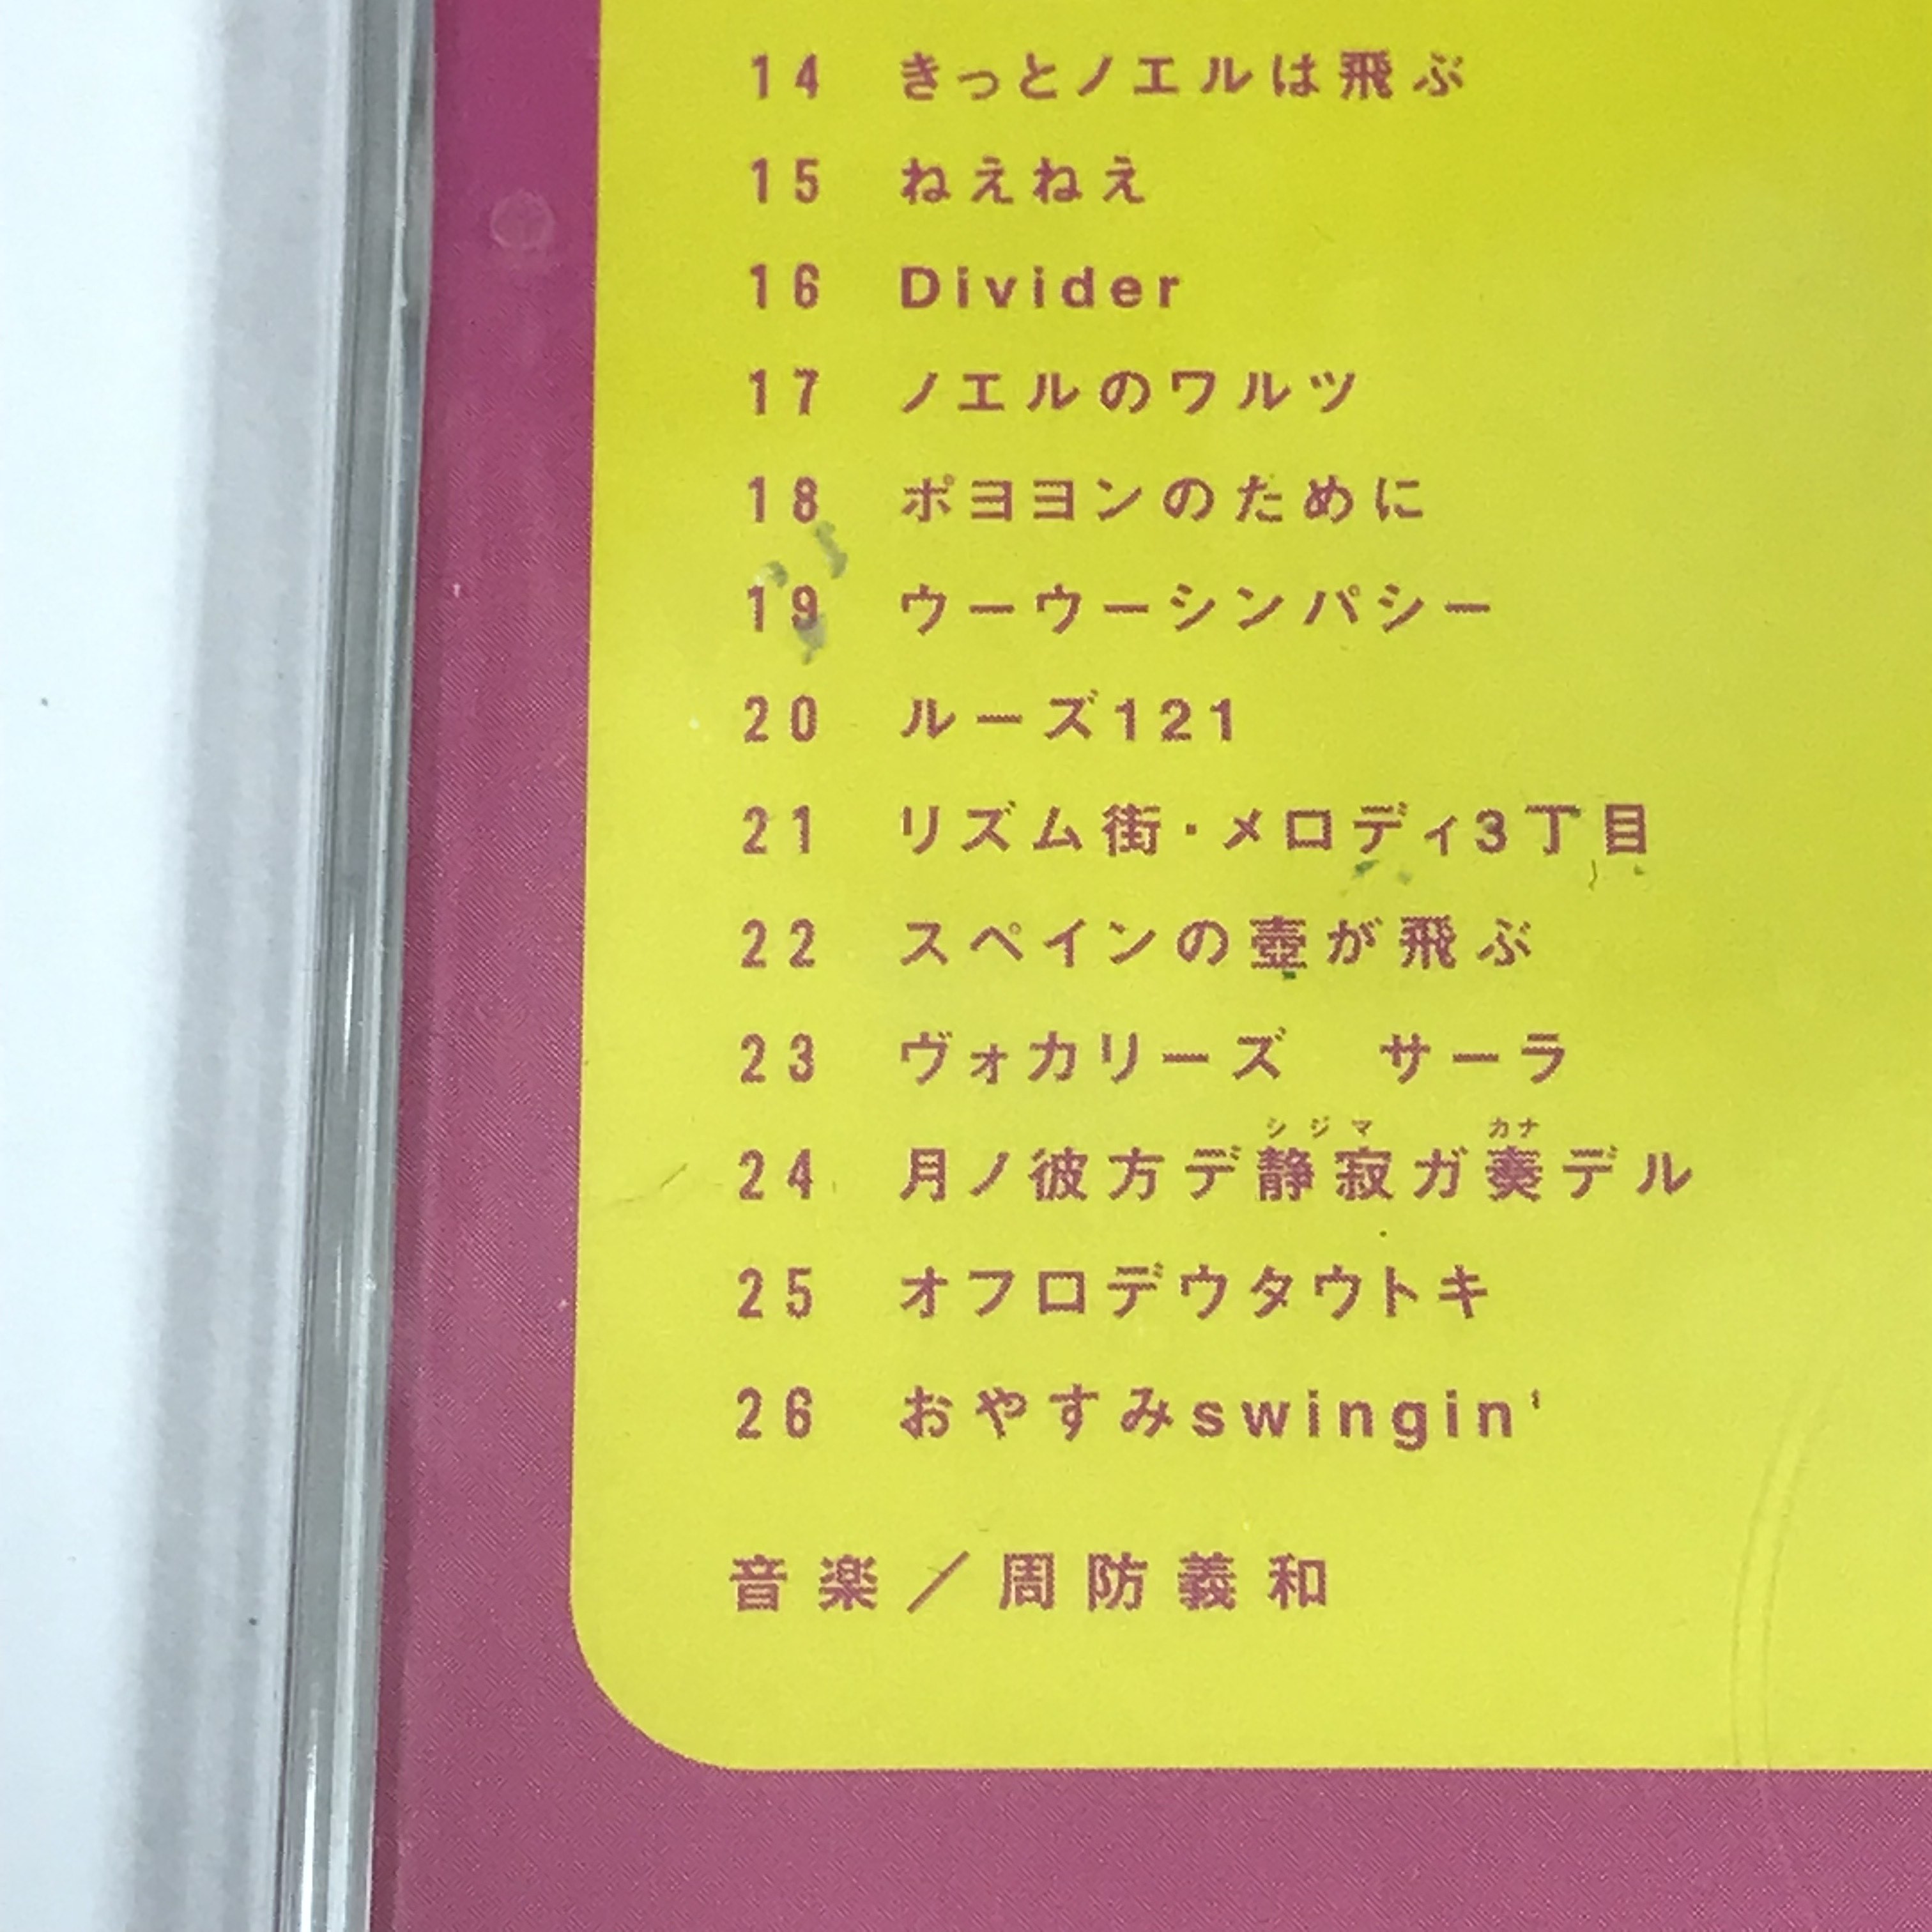 14 きっとノエルは飛ぶ
15 ねえねえ
16 Divider
17 ノエルのワルツ
18 ポヨヨンのために
19 ウーウーシンパシー
20 ルーズ121
21 リズム街・メロディ3丁目
22 スペインの壺が飛ぶ
23 ヴォカリーズ　サーラ
シジマ カナ
24 月ノ彼方デ静寂ガ奏デル
25 オフロデウタウトキ
26 おやすみswingin'
音楽／周防義和